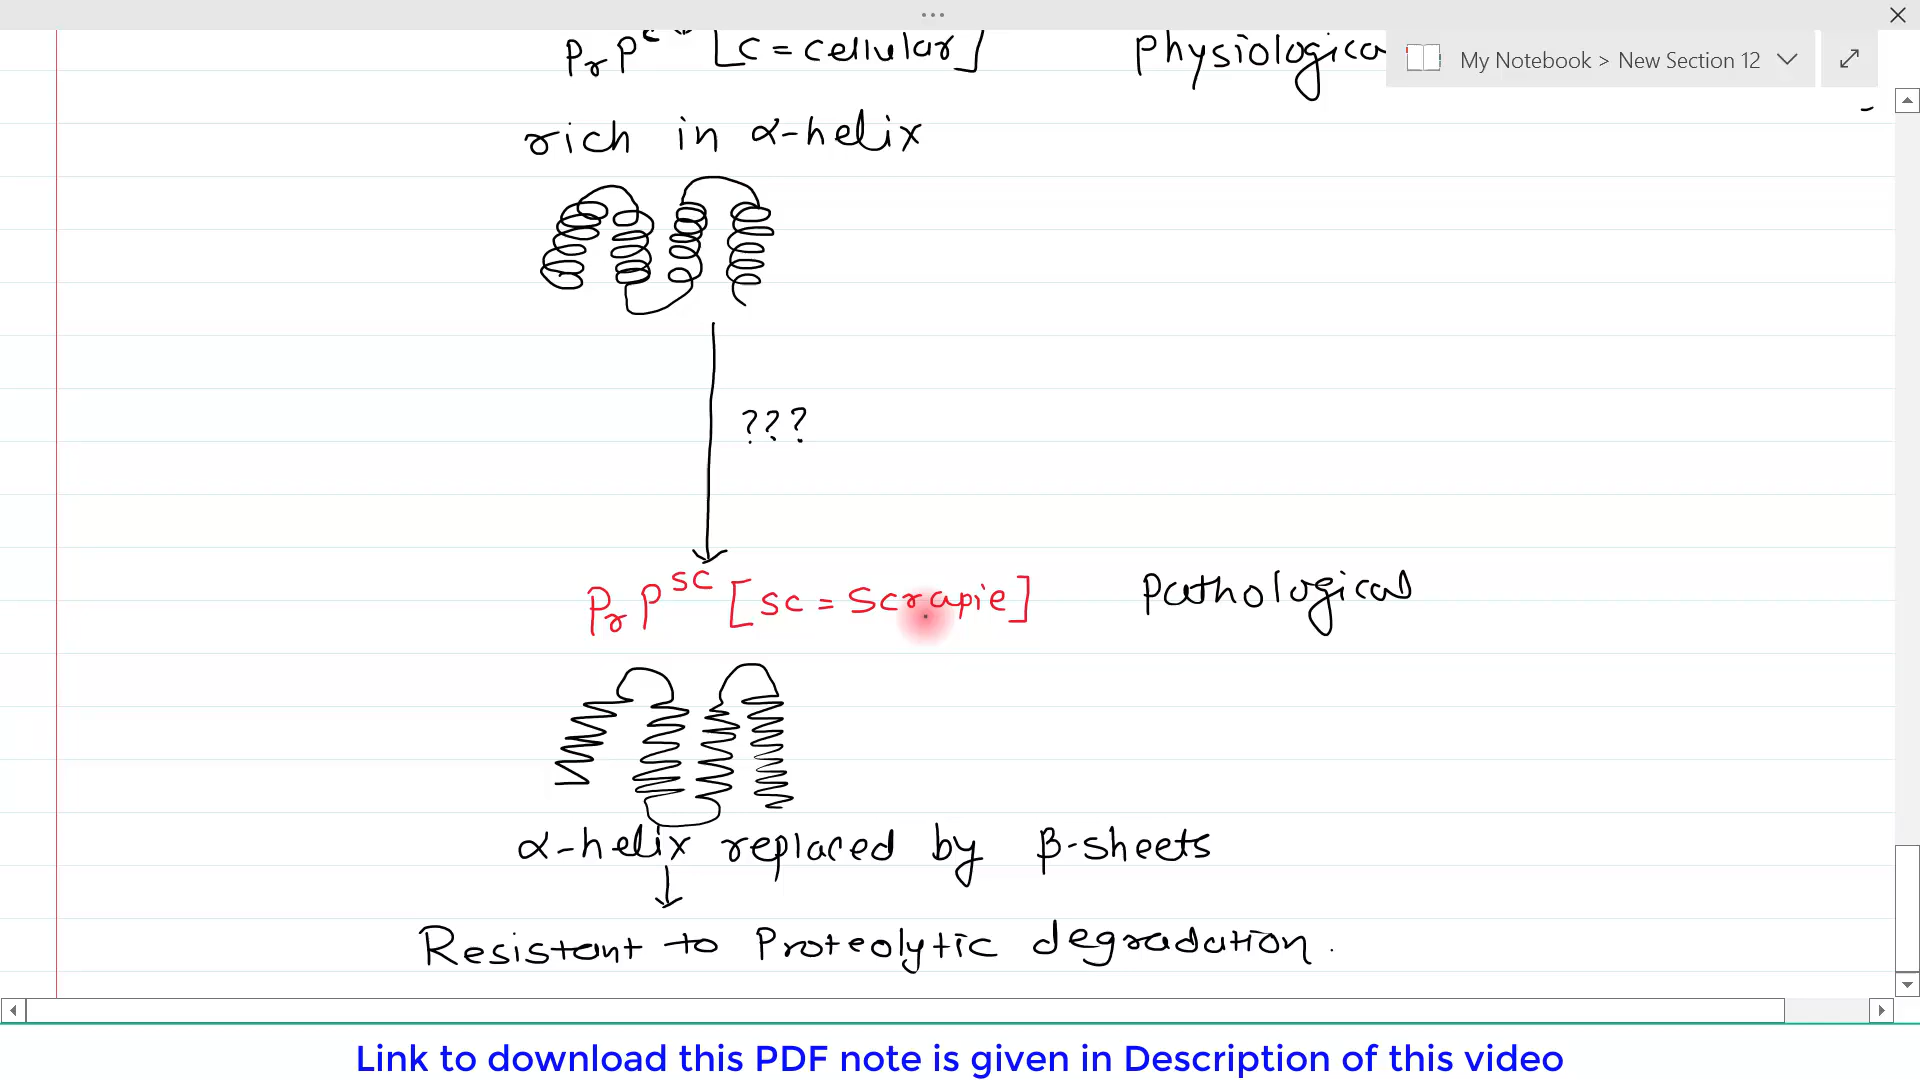 PrP^c [c = cellular] Physiological
My Notebook > New Section 12
rich in α-helix
???
PrP^sc [sc = Scrapie] Pathological
α-helix replaced by β-sheets
Resistant to Proteolytic degradation.
Link to download this PDF note is given in Description of this video